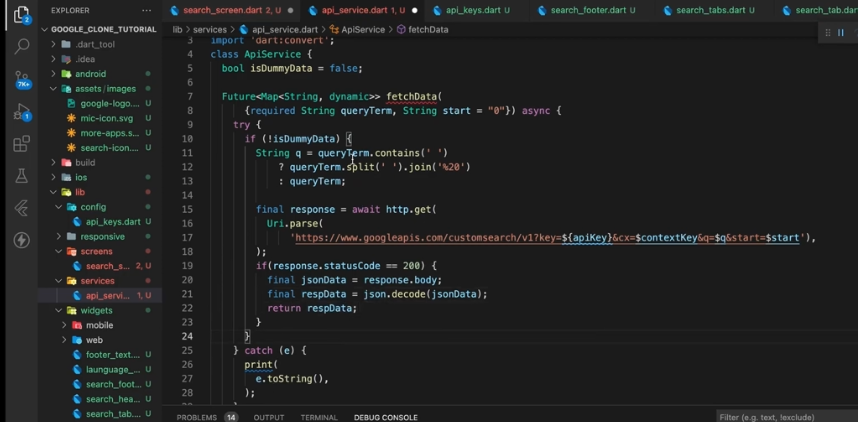 EXPLORER ...
search_screen.dart 2, U
api_service.dart 1, U
api_keys.dart U
search_footer.dart U
search_tabs.dart U
search_tab.dar
GOOGLE_CLONE_TUTORIAL
lib > services > api_service.dart > ApiService > fetchData
.dart_tool
.idea
android
assets/images
google-logo....
mic-icon.svg
more-apps.s...
search-icon....
build
ios
lib
config
api_keys.dart U
responsive
screens
search_s... 2, U
services
api_servi... 1, U
widgets
mobile
web
footer_text.... U
launguage_... U
search_foot... U
search_hea... U
search_tab.... U
7K+
1
3 import 'dart:convert';
4 class ApiService {
5 bool isDummyData = false;
6
7 Future<Map<String, dynamic>> fetchData(
8 {required String queryTerm, String start = "0"}) async {
9 try {
10 if (!isDummyData) {
11 String q = queryTerm.contains(' ')
12 ? queryTerm.split(' ').join('%20')
13 : queryTerm;
14
15 final response = await http.get(
16 Uri.parse(
17 'https://www.googleapis.com/customsearch/v1?key=${apiKey}&cx=$contextKey&q=$q&start=$start'),
18 );
19 if(response.statusCode == 200) {
20 final jsonData = response.body;
21 final respData = json.decode(jsonData);
22 return respData;
23 }
24 }
25 } catch (e) {
26 print(
27 e.toString(),
28 );
PROBLEMS 14 OUTPUT TERMINAL DEBUG CONSOLE
Filter (e.g. text, !exclude)